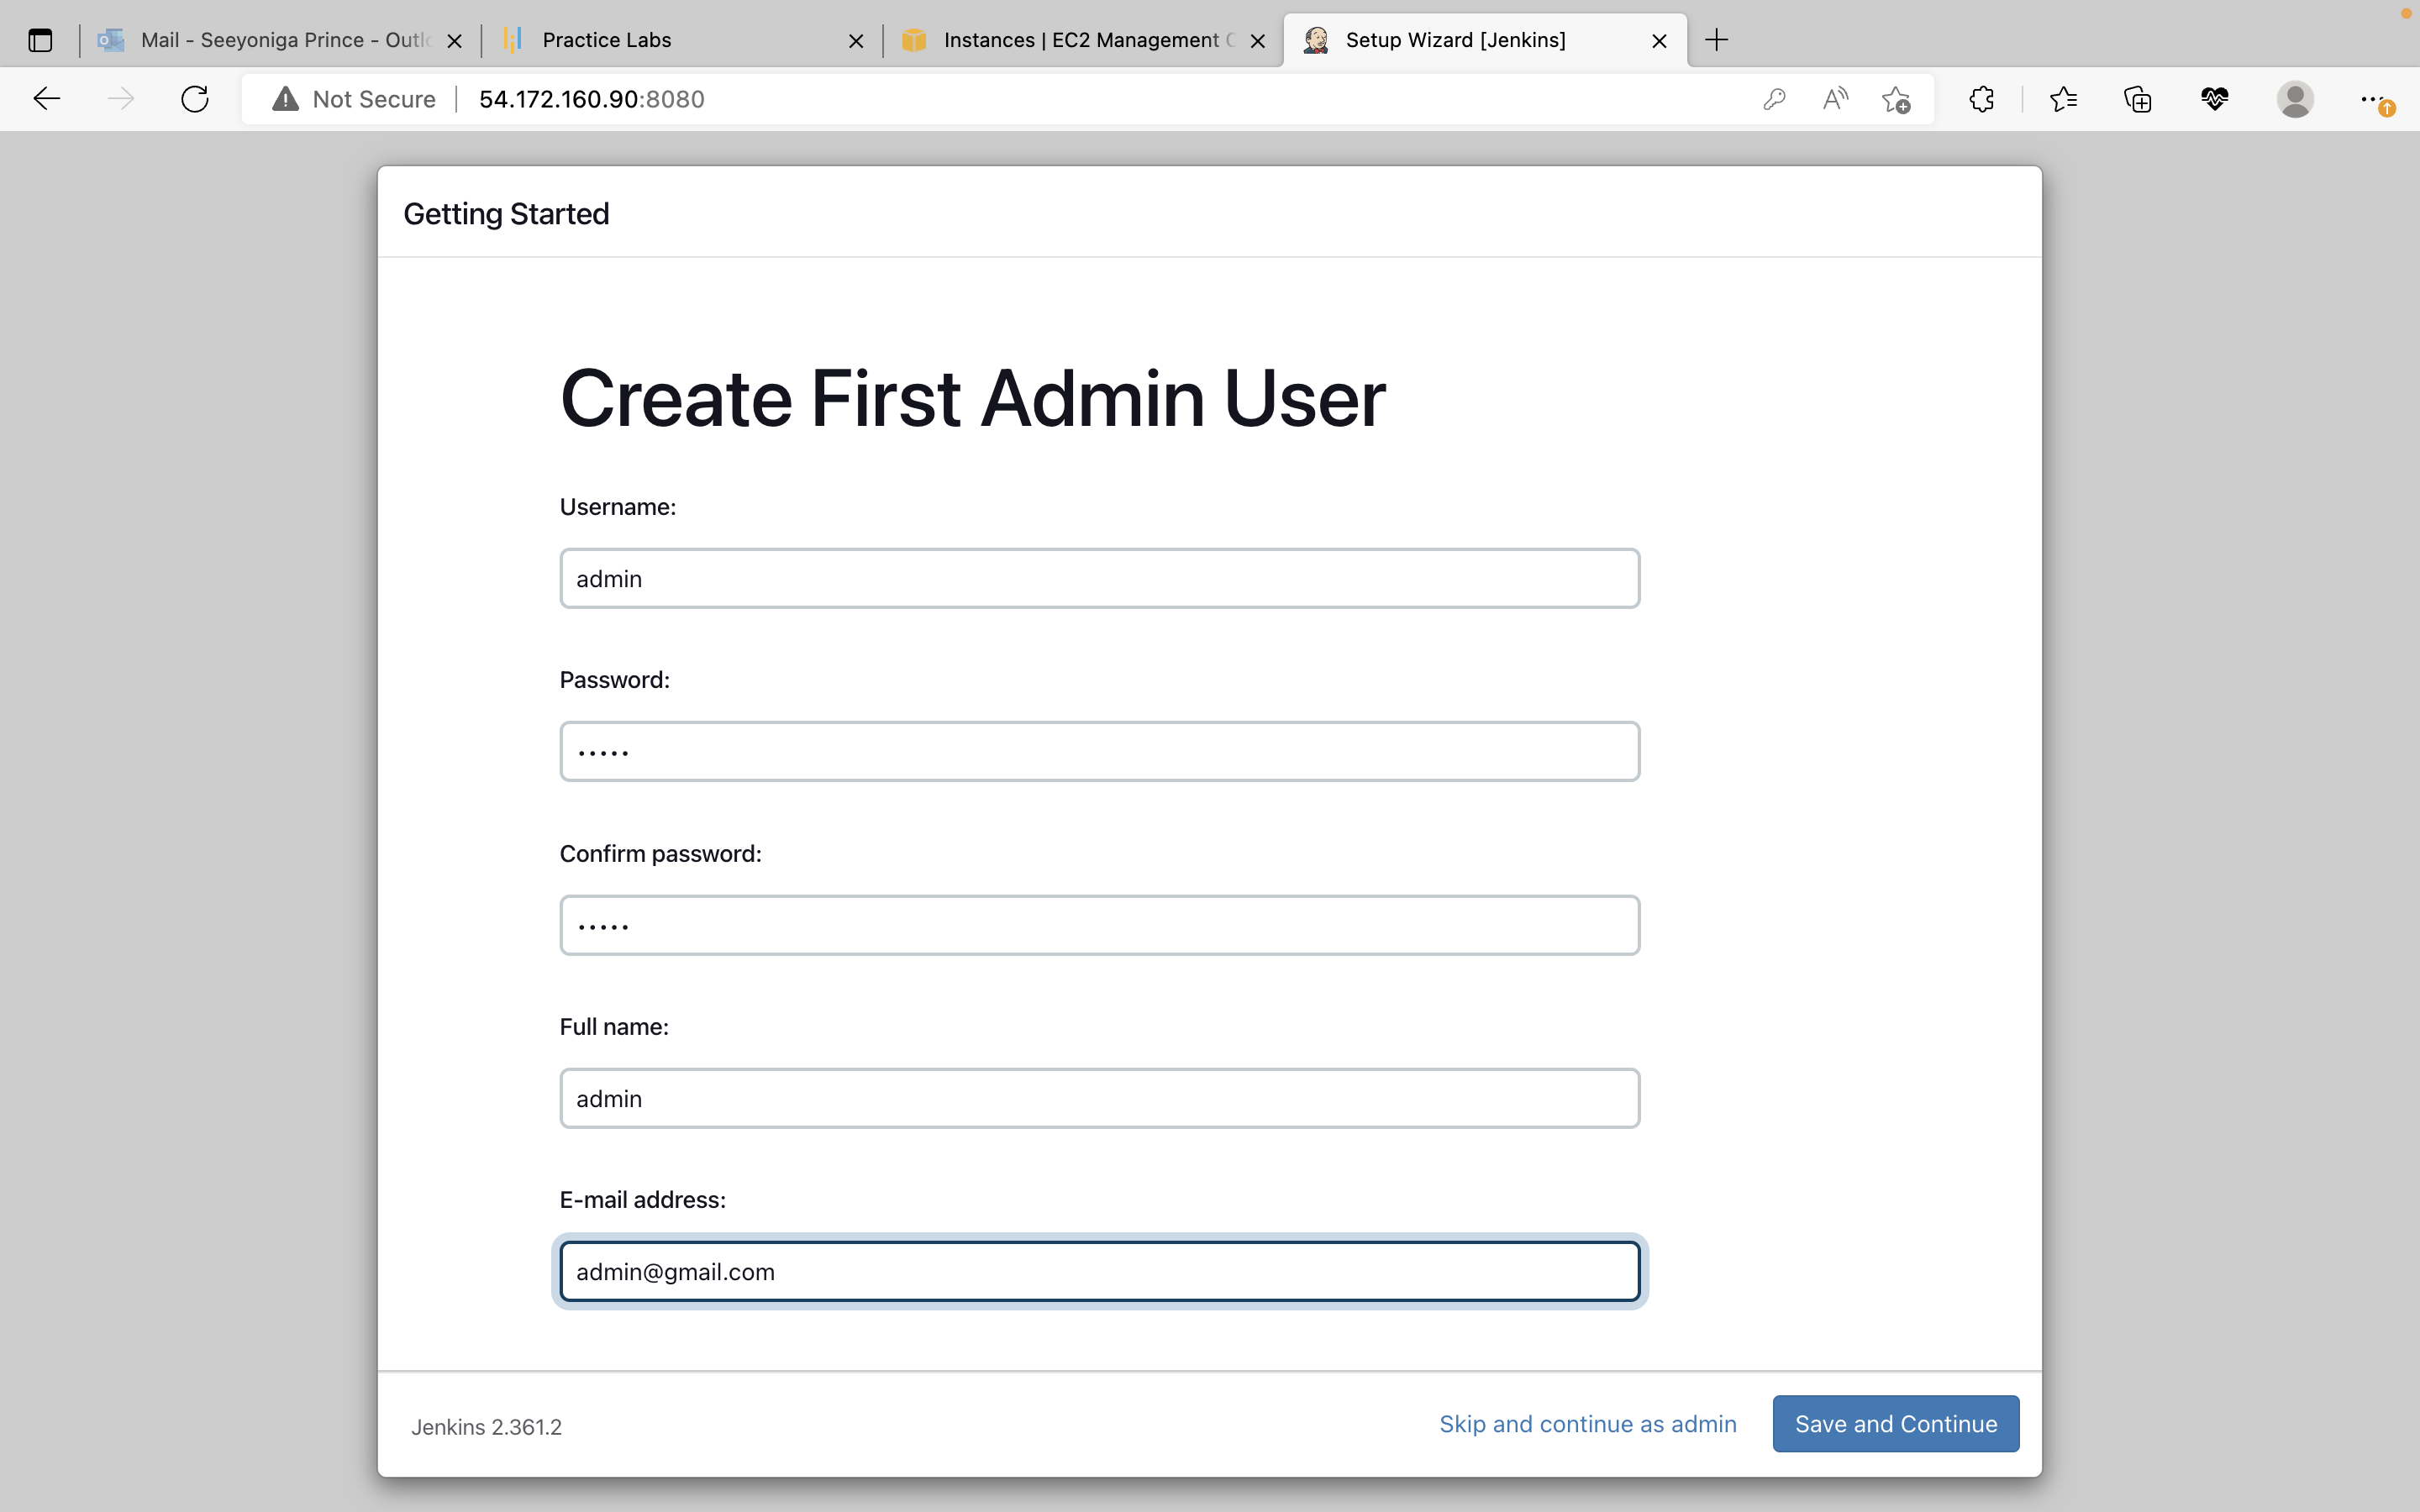 Mail - Seeyoniga Prince - Outlo
Practice Labs
Instances | EC2 Management C
Setup Wizard [Jenkins]
Not Secure
54.172.160.90:8080
Getting Started
Create First Admin User
Username:
admin
Password:
•••••
Confirm password:
•••••
Full name:
admin
E-mail address:
admin@gmail.com
Jenkins 2.361.2
Skip and continue as admin
Save and Continue